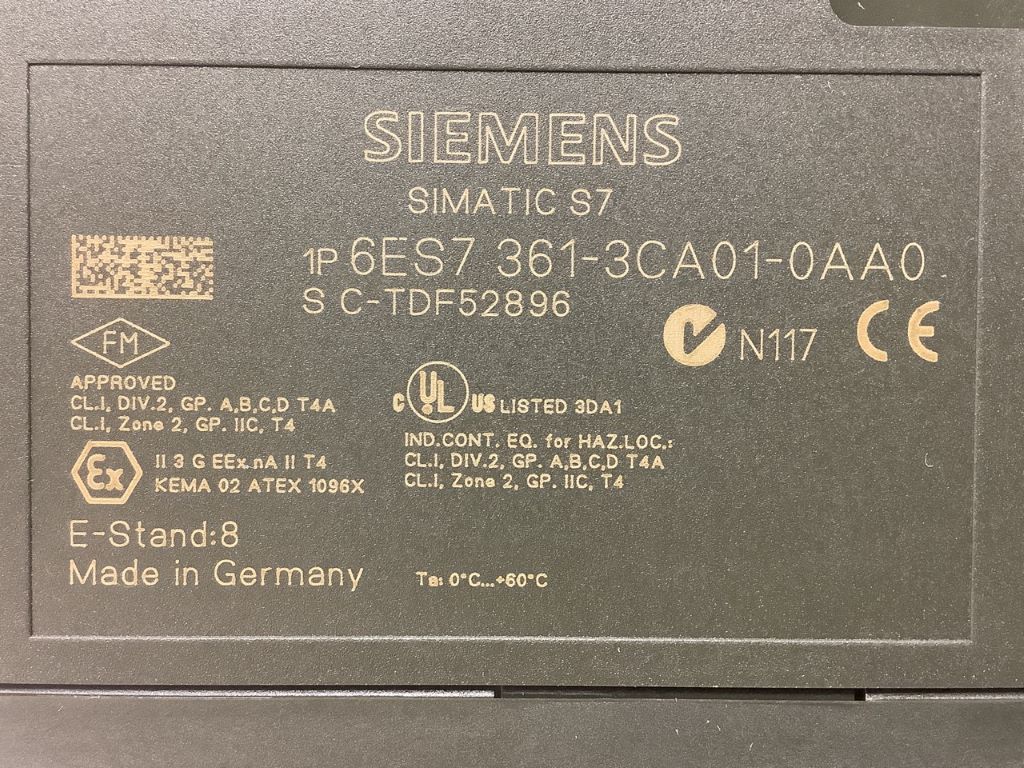 SIEMENS
SIMATIC S7
1P 6ES7 361-3CA01-0AA0
S C-TDF52896
N117 CE
FM
APPROVED
CL.I, DIV.2, GP. A,B,C,D T4A
CL.I, Zone 2, GP. IIC, T4
Ex II 3 G EEx.nA II T4
KEMA 02 ATEX 1096X
C UL US LISTED 3DA1
IND.CONT. EQ. for HAZ.LOC.:
CL.I, DIV.2, GP. A,B,C,D T4A
CL.I, Zone 2, GP. IIC, T4
E-Stand:8
Made in Germany
Ta: 0°C...+60°C